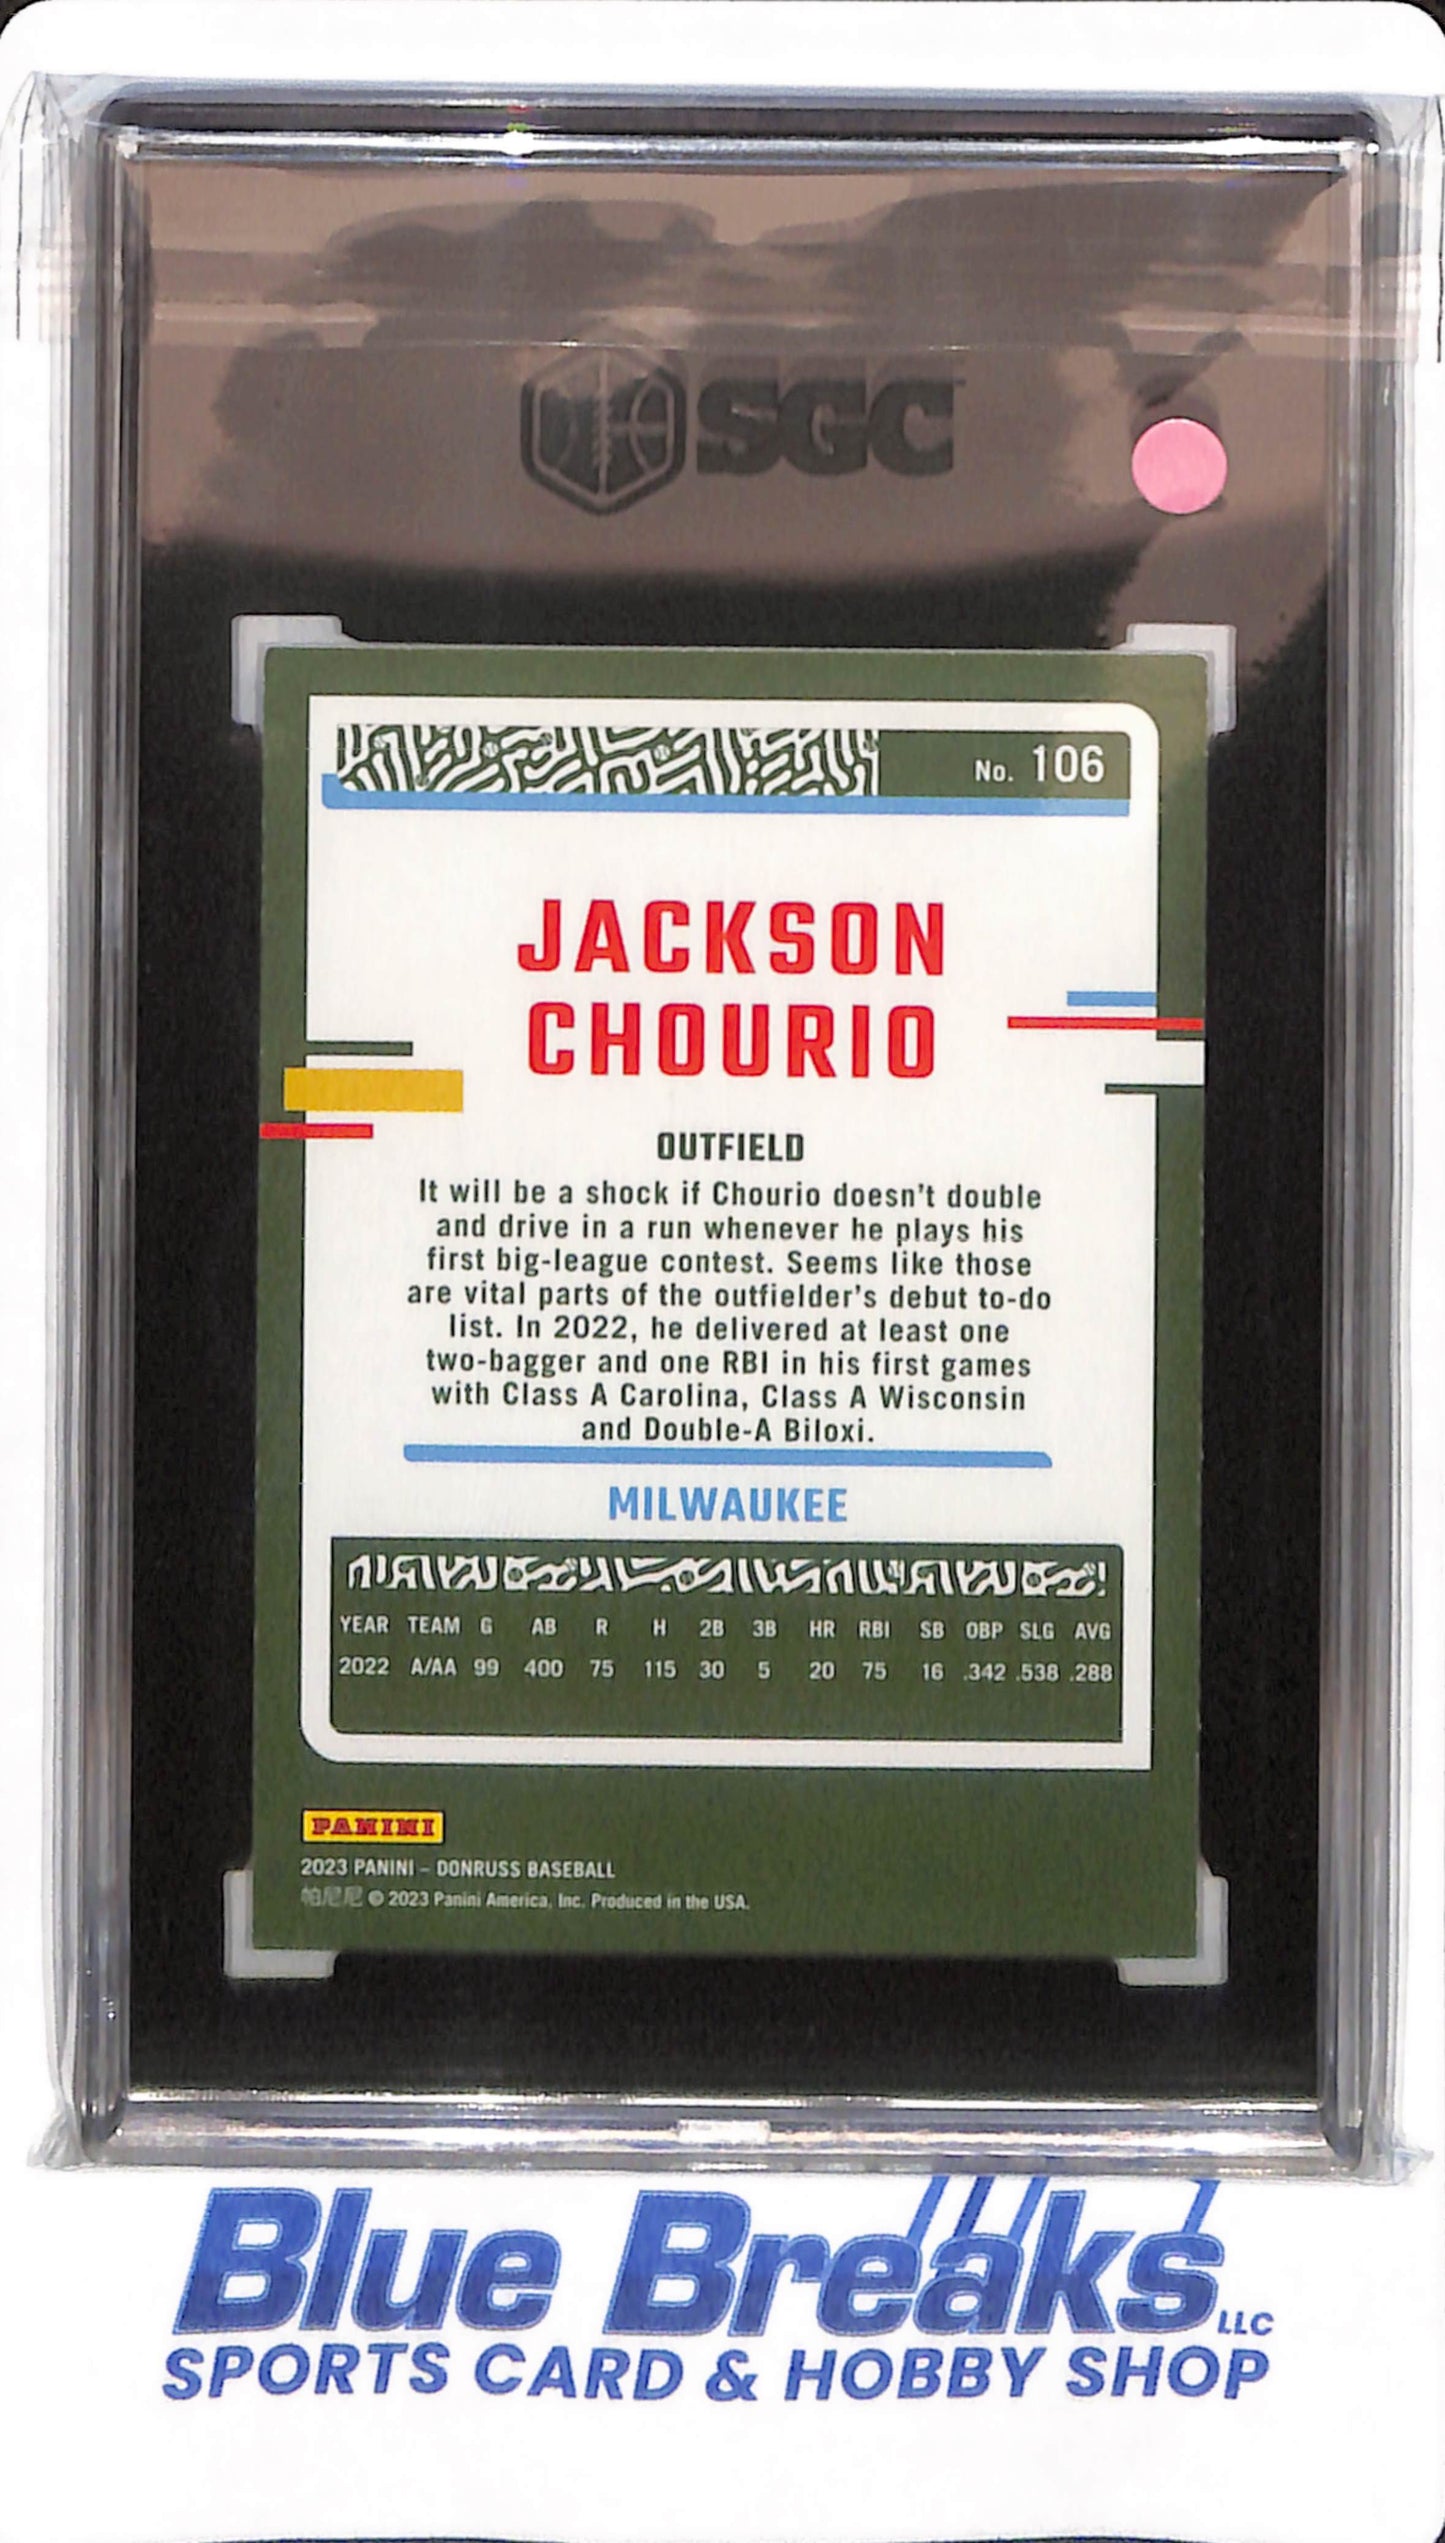 SGC
No. 106
JACKSON
CHOURIO
OUTFIELD
It will be a shock if Chourio doesn't double
and drive in a run whenever he plays his
first big-league contest. Seems like those
are vital parts of the outfielder's debut to-do
list. In 2022, he delivered at least one
two-bagger and one RBI in his first games
with Class A Carolina, Class A Wisconsin
and Double-A Biloxi.
MILWAUKEE
YEAR TEAM G AB R H 2B 3B HR RBI SB OBP SLG AVG
2022 A/AA 99 400 75 115 30 5 20 75 16 .342 .538 .288
PANINI
2023 PANINI – DONRUSS BASEBALL
帕尼尼 © 2023 Panini America, Inc. Produced in the USA.
Blue Breaks LLC
SPORTS CARD & HOBBY SHOP